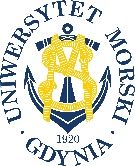 UNIWERSYTET MORSKI
· GDYNIA ·
1920